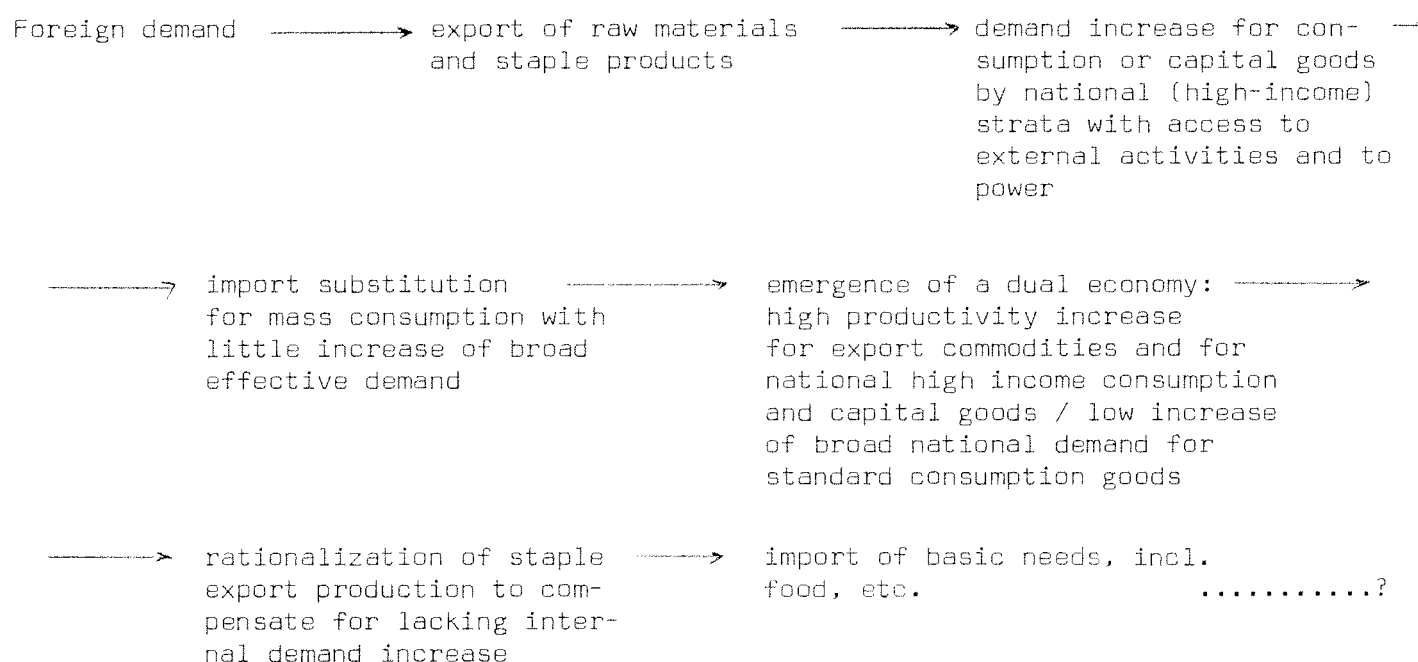 Foreign demand ⟶ export of raw materials ⟶ demand increase for con- —
and staple products sumption or capital goods
by national (high-income)
strata with access to
external activities and to
power
⟶ import substitution ⟶ emergence of a dual economy: ⟶
for mass consumption with high productivity increase
little increase of broad for export commodities and for
effective demand national high income consumption
and capital goods / low increase
of broad national demand for
standard consumption goods
⟶ rationalization of staple ⟶ import of basic needs, incl.
export production to com- food, etc. ...........?
pensate for lacking inter-
nal demand increase